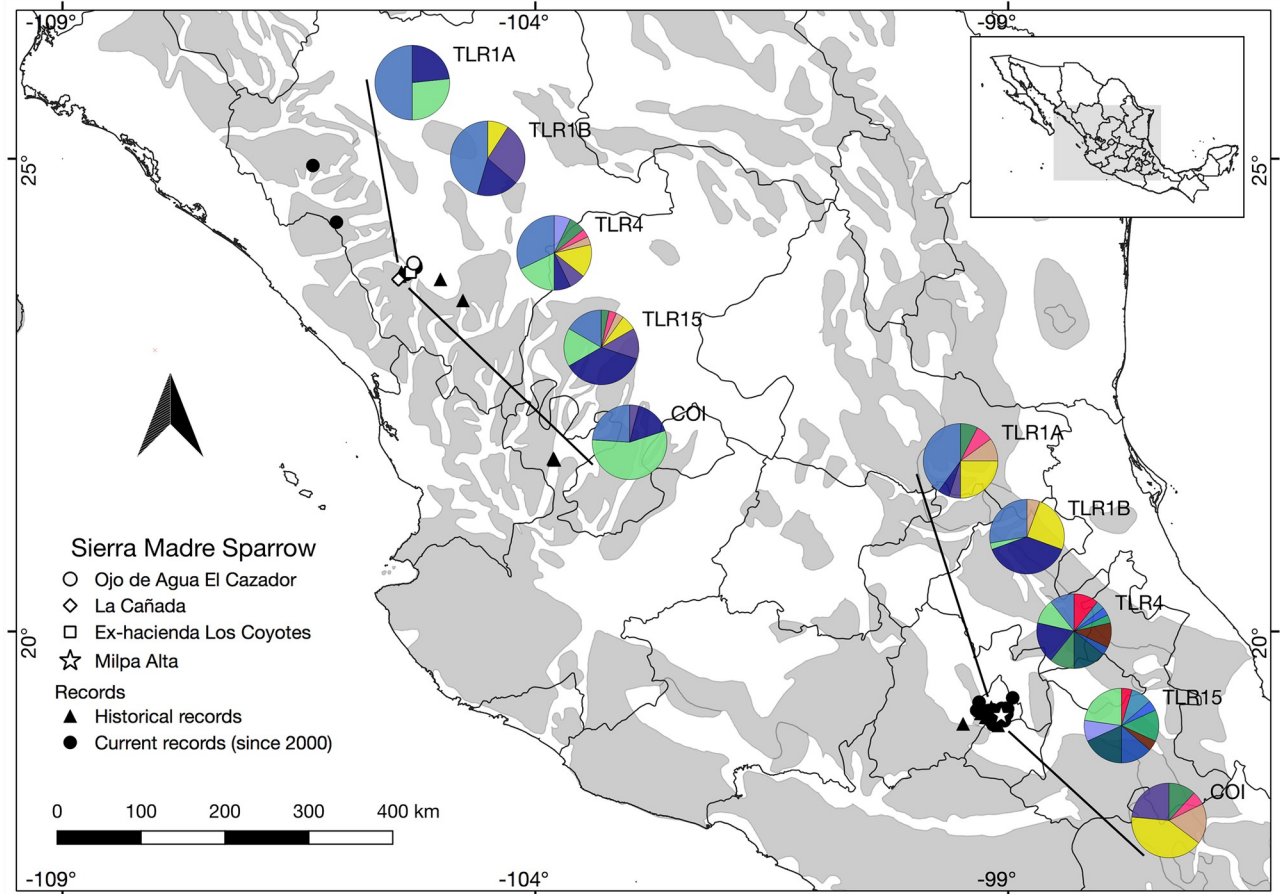 -109°
-104°
-99°
TLR1A
TLR1B
25°
25°
TLR4
TLR15
COI
TLR1A
TLR1B
TLR4
TLR15
COI
20°
20°
Sierra Madre Sparrow
Ojo de Agua El Cazador
La Cañada
Ex-hacienda Los Coyotes
Milpa Alta
Records
Historical records
Current records (since 2000)
0 100 200 300 400 km
-109°
-104°
-99°